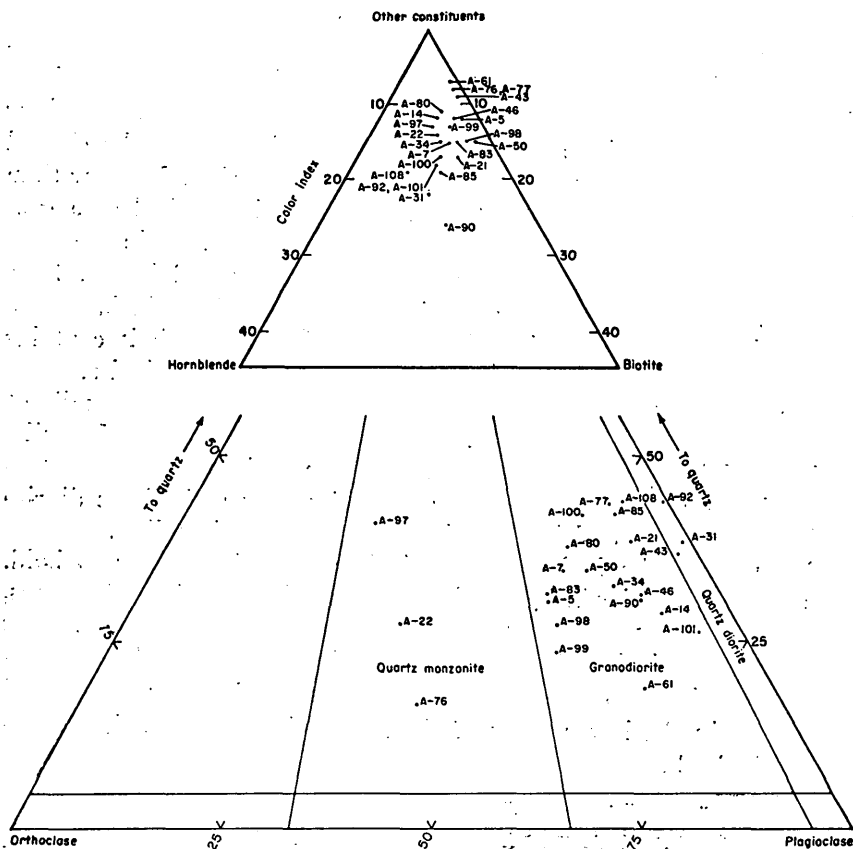 Other constituents
A-61
A-76 A-77
A-43
10 A-80 10 A-46
A-14 A-5
A-97 A-99
A-22 A-98
A-34 A-50
A-7 A-83
A-100 A-21
20 A-108 A-85 20
A-92 A-101
A-31
Color Index
A-90
30 30
40 40
Hornblende Biotite
To quartz To quartz
50 50
A-77 A-108 A-92
A-100 A-85
A-97
A-80 A-21 A-31
A-43
A-7 A-50
A-83 A-34
A-5 A-90 A-46
A-22 A-98 A-14
A-101
75 25
A-99
Quartz monzonite Granodiorite Quartz diorite
A-61
A-76
Orthoclase 25 50 75 Plagioclase